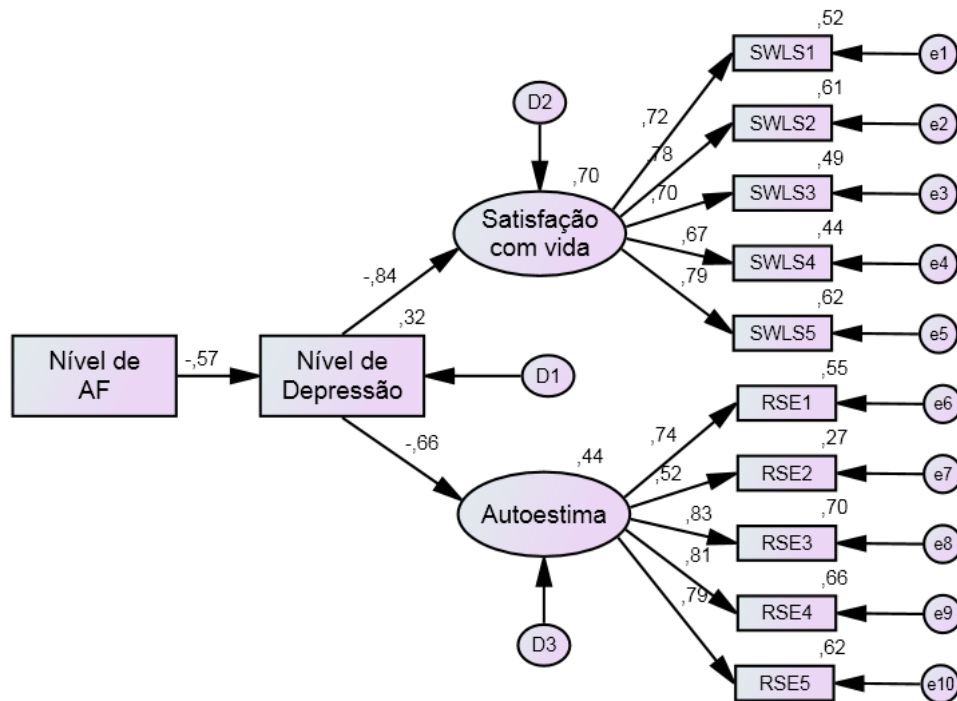 ,52
SWLS1
e1
D2
,72
,61
SWLS2
e2
,78
,70
,49
Satisfação
com vida
,70
SWLS3
e3
,67
,44
SWLS4
e4
-,84
,79
,62
SWLS5
e5
,32
Nível de
AF
-,57
Nível de
Depressão
D1
,55
RSE1
e6
-,66
,74
,44
,27
,52
RSE2
e7
Autoestima
,83
,70
RSE3
e8
,81
,66
,79
RSE4
e9
D3
,62
RSE5
e10